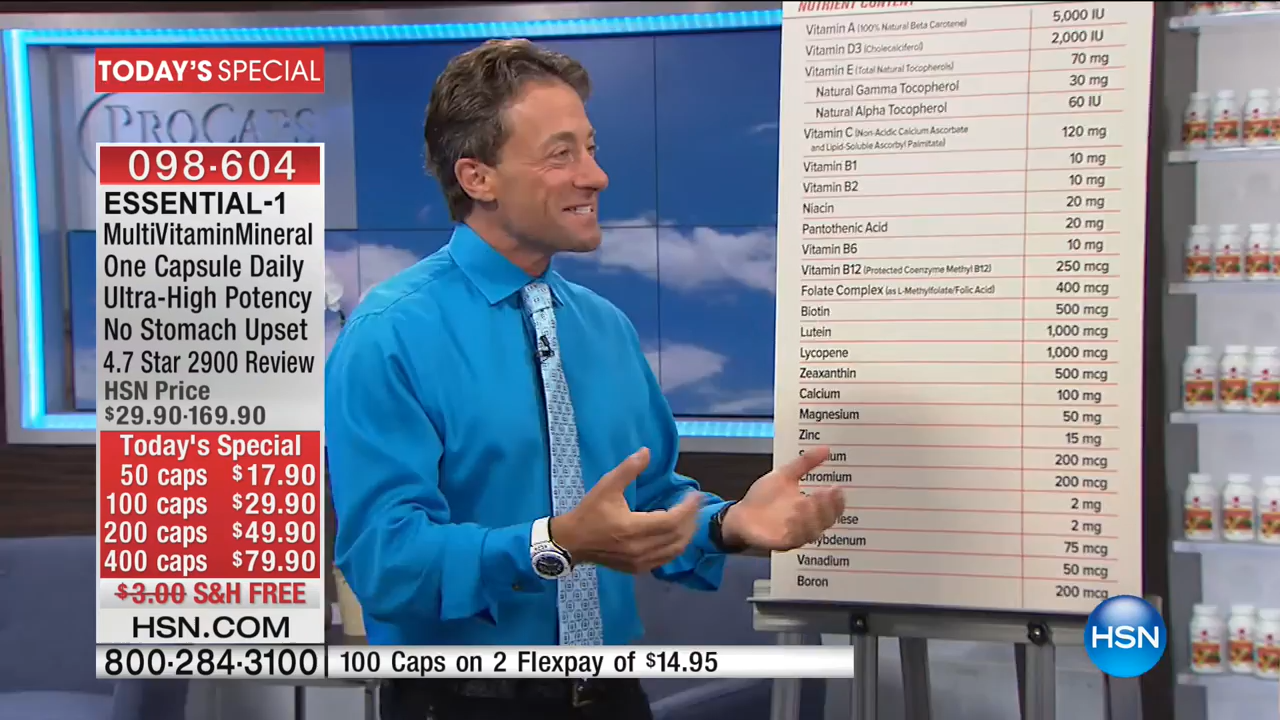 TODAY'S SPECIAL
PROCAPS
098·604
ESSENTIAL-1
MultiVitaminMineral
One Capsule Daily
Ultra-High Potency
No Stomach Upset
4.7 Star 2900 Review
HSN Price
$29.90-169.90
Today's Special
50 caps $17.90
100 caps $29.90
200 caps $49.90
400 caps $79.90
$3.00 S&H FREE
HSN.COM
800·284·3100
100 Caps on 2 Flexpay of $14.95
NUTRIENT CONTENT
Vitamin A (100% Natural Beta Carotene) 5,000 IU
Vitamin D3 (Cholecalciferol) 2,000 IU
Vitamin E (Total Natural Tocopherols) 70 mg
Natural Gamma Tocopherol 30 mg
Natural Alpha Tocopherol 60 IU
Vitamin C (Non-Acidic Calcium Ascorbate 120 mg
and Lipid-Soluble Ascorbyl Palmitate)
Vitamin B1 10 mg
Vitamin B2 10 mg
Niacin 20 mg
Pantothenic Acid 20 mg
Vitamin B6 10 mg
Vitamin B12 (Protected Coenzyme Methyl B12) 250 mcg
Folate Complex (as L-Methylfolate/Folic Acid) 400 mcg
Biotin 500 mcg
Lutein 1,000 mcg
Lycopene 1,000 mcg
Zeaxanthin 500 mcg
Calcium 100 mg
Magnesium 50 mg
Zinc 15 mg
200 mcg
Chromium 200 mcg
2 mg
2 mg
75 mcg
Vanadium 50 mcg
Boron 200 mcg
HSN